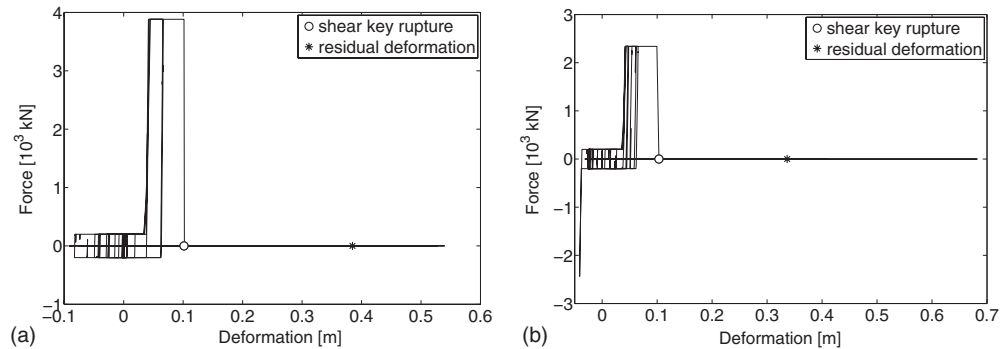 4
3
2
1
0
−1
−0.1 0 0.1 0.2 0.3 0.4 0.5 0.6
Force [10³ kN]
Deformation [m]
shear key rupture
residual deformation
(a)
3
2
1
0
−1
−2
−3
0 0.1 0.2 0.3 0.4 0.5 0.6 0.7
Force [10³ kN]
Deformation [m]
shear key rupture
residual deformation
(b)